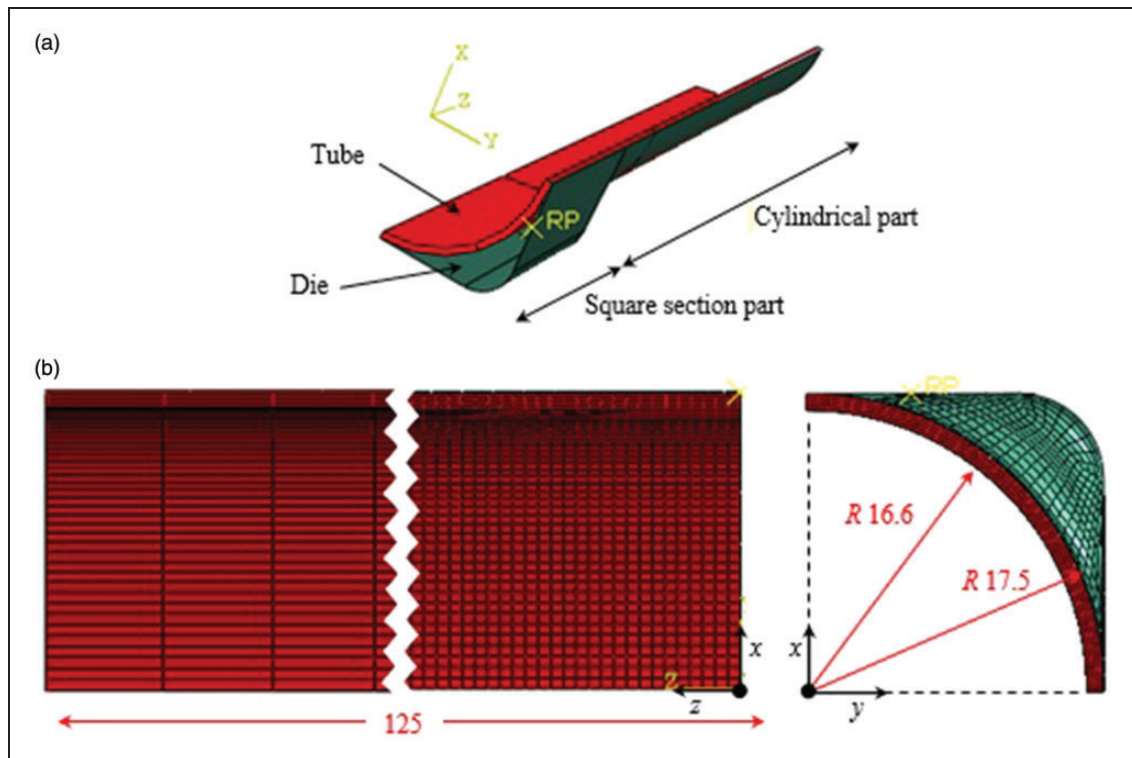 (a)
X
Z
Y
Tube
RP
Cylindrical part
Die
Square section part
(b)
RP
R 16.6
R 17.5
x
x
z
z
y
125